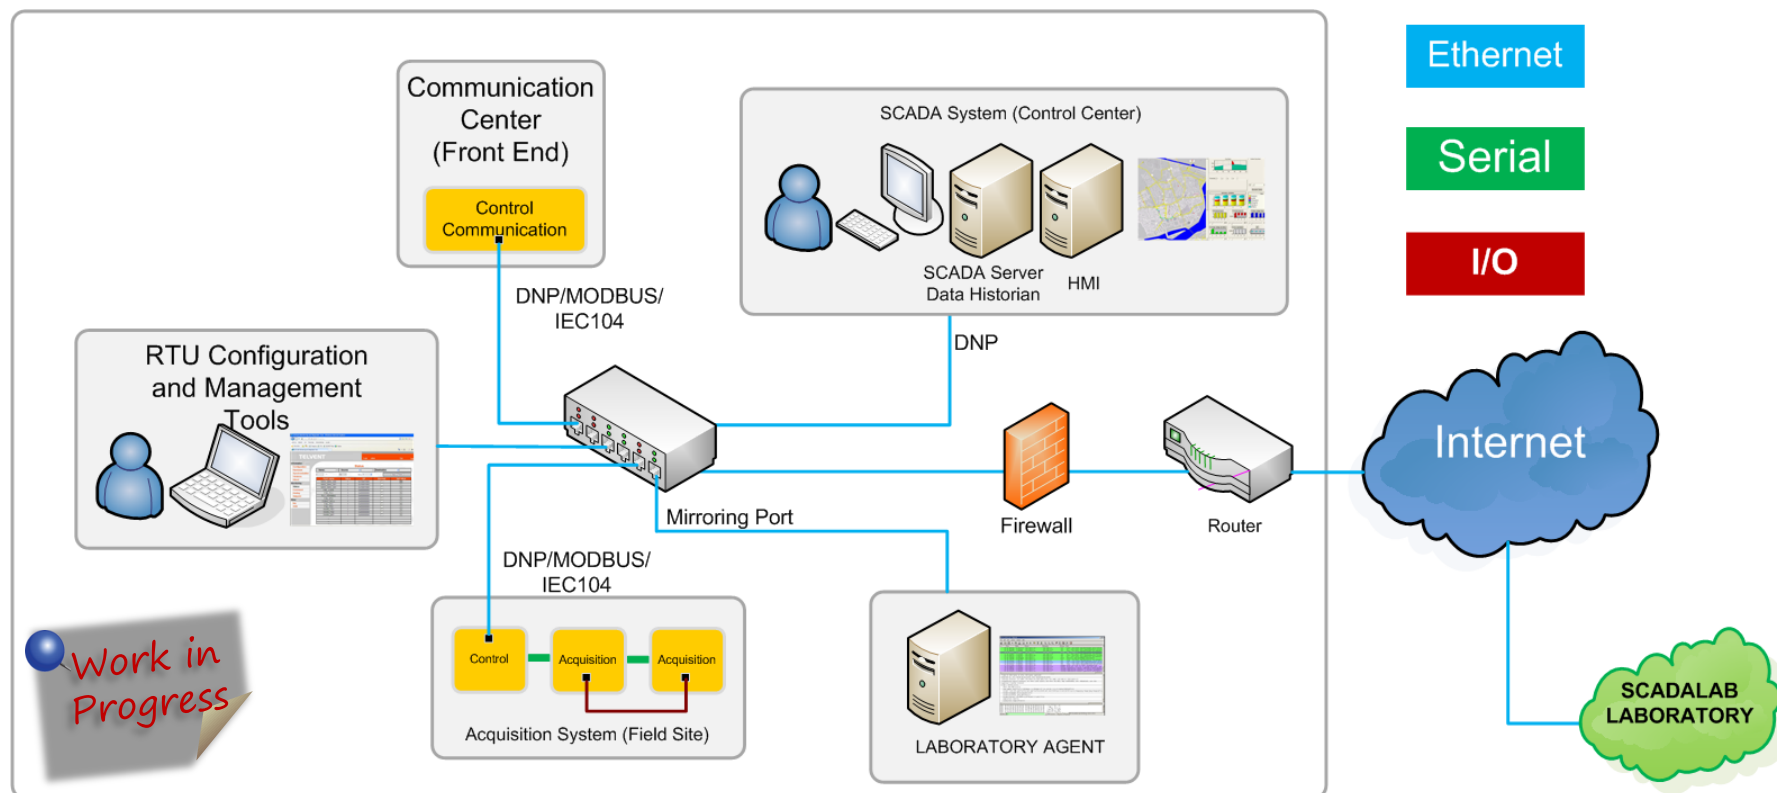 Communication
Center
(Front End)
Control
Communication
DNP/MODBUS/
IEC104
SCADA System (Control Center)
SCADA Server
Data Historian
HMI
DNP
Ethernet
Serial
I/O
RTU Configuration
and Management
Tools
TELVENT
Mirroring Port
Firewall
Router
Internet
DNP/MODBUS/
IEC104
Control
Acquisition
Acquisition
Acquisition System (Field Site)
LABORATORY AGENT
SCADALAB
LABORATORY
Work in
Progress